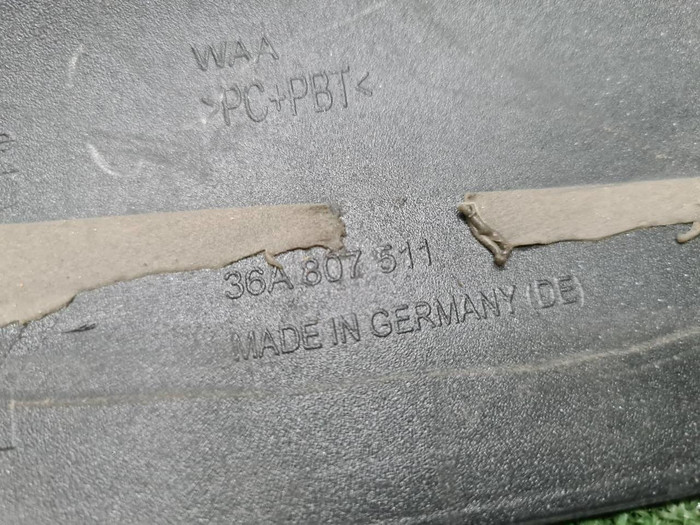 WAA
>PC+PBT<
36A 807 511
MADE IN GERMANY (DE)